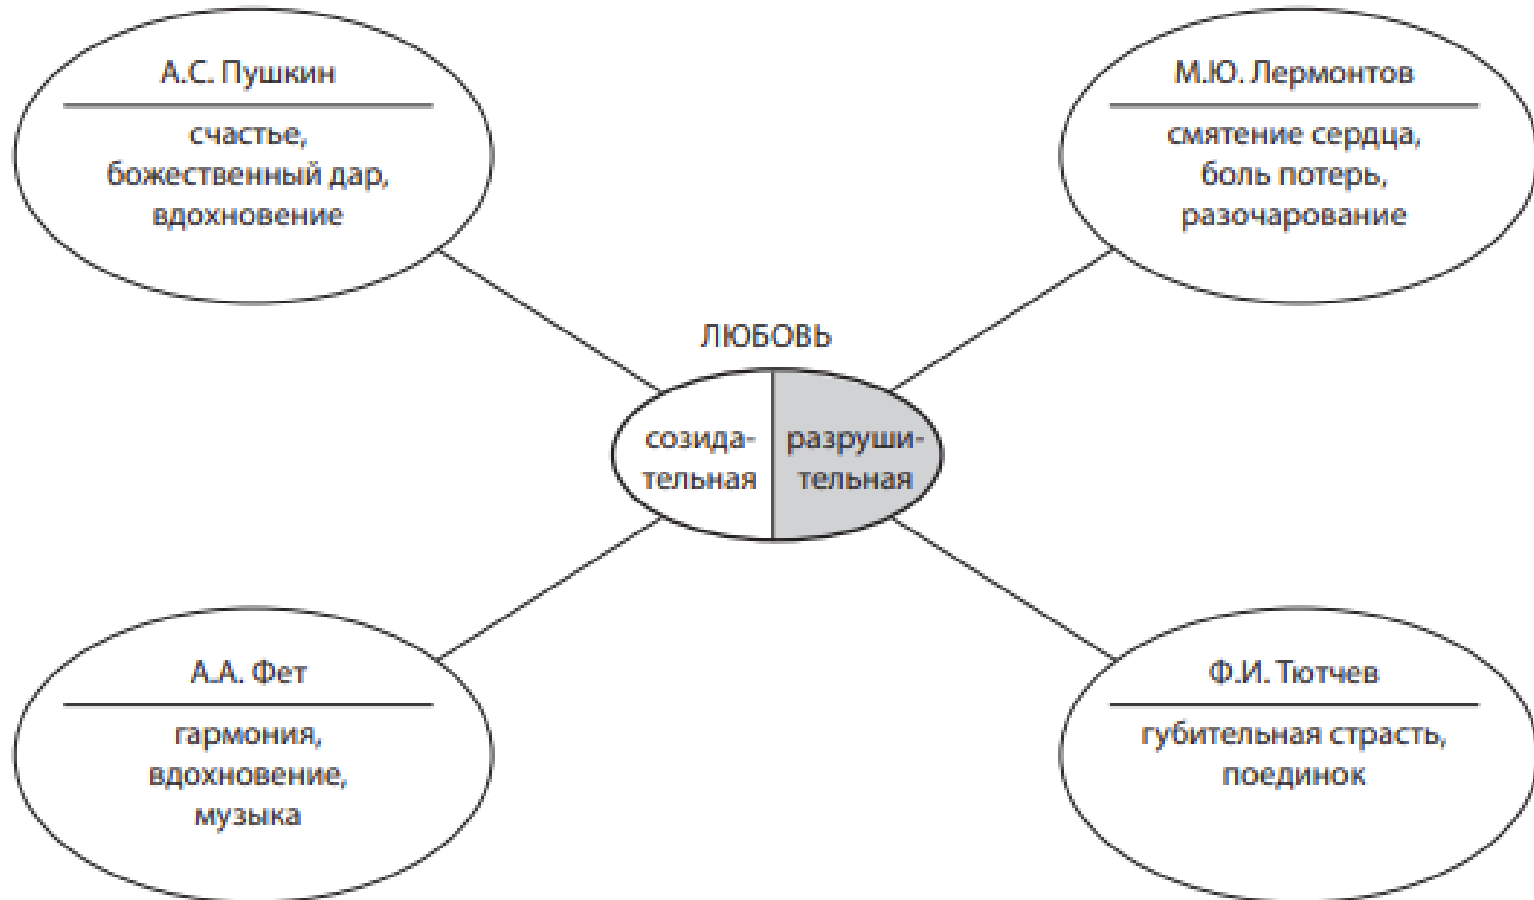 А.С. Пушкин
счастье,
божественный дар,
вдохновение
М.Ю. Лермонтов
смятение сердца,
боль потерь,
разочарование
ЛЮБОВЬ
созида-
тельная
разруши-
тельная
А.А. Фет
гармония,
вдохновение,
музыка
Ф.И. Тютчев
губительная страсть,
поединок